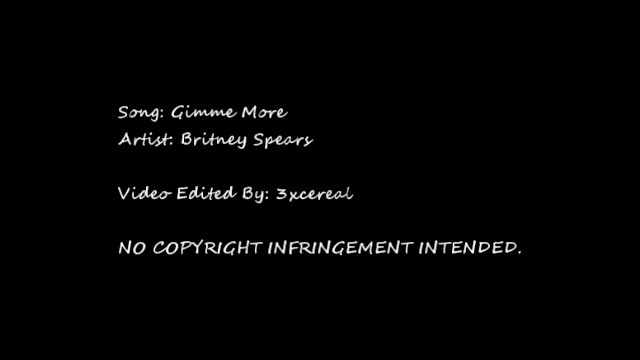 Song: Gimme More
Artist: Britney Spears
Video Edited By: 3xcereal
NO COPYRIGHT INFRINGEMENT INTENDED.